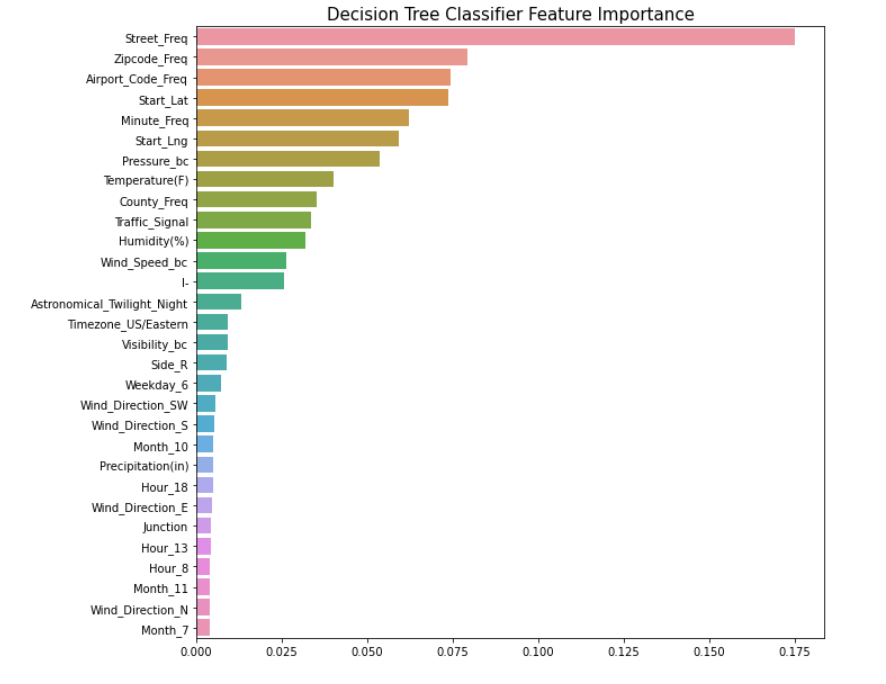 Decision Tree Classifier Feature Importance
Street_Freq
Zipcode_Freq
Airport_Code_Freq
Start_Lat
Minute_Freq
Start_Lng
Pressure_bc
Temperature(F)
County_Freq
Traffic_Signal
Humidity(%)
Wind_Speed_bc
I-
Astronomical_Twilight_Night
Timezone_US/Eastern
Visibility_bc
Side_R
Weekday_6
Wind_Direction_SW
Wind_Direction_S
Month_10
Precipitation(in)
Hour_18
Wind_Direction_E
Junction
Hour_13
Hour_8
Month_11
Wind_Direction_N
Month_7
0.000 0.025 0.050 0.075 0.100 0.125 0.150 0.175